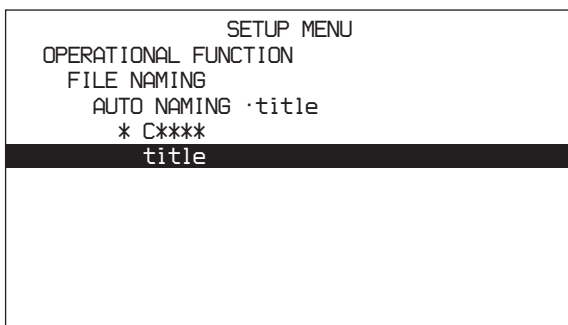 SETUP MENU
OPERATIONAL FUNCTION
FILE NAMING
AUTO NAMING ·title
* C****
title